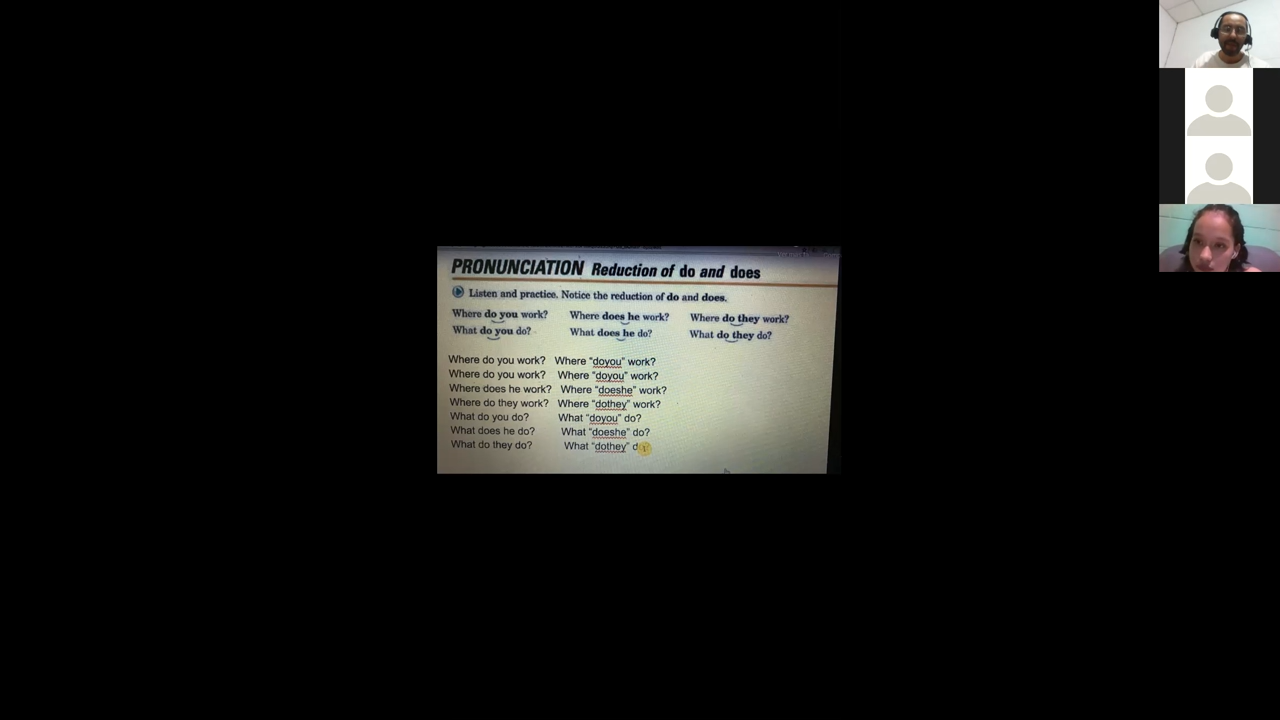 PRONUNCIATION Reduction of do and does
Listen and practice. Notice the reduction of do and does.
Where do you work? Where does he work? Where do they work?
What do you do? What does he do? What do they do?
Where do you work? Where "doyou" work?
Where do you work? Where "doyou" work?
Where does he work? Where "doeshe" work?
Where do they work? Where "dothey" work?
What do you do? What "doyou" do?
What does he do? What "doeshe" do?
What do they do? What "dothey"